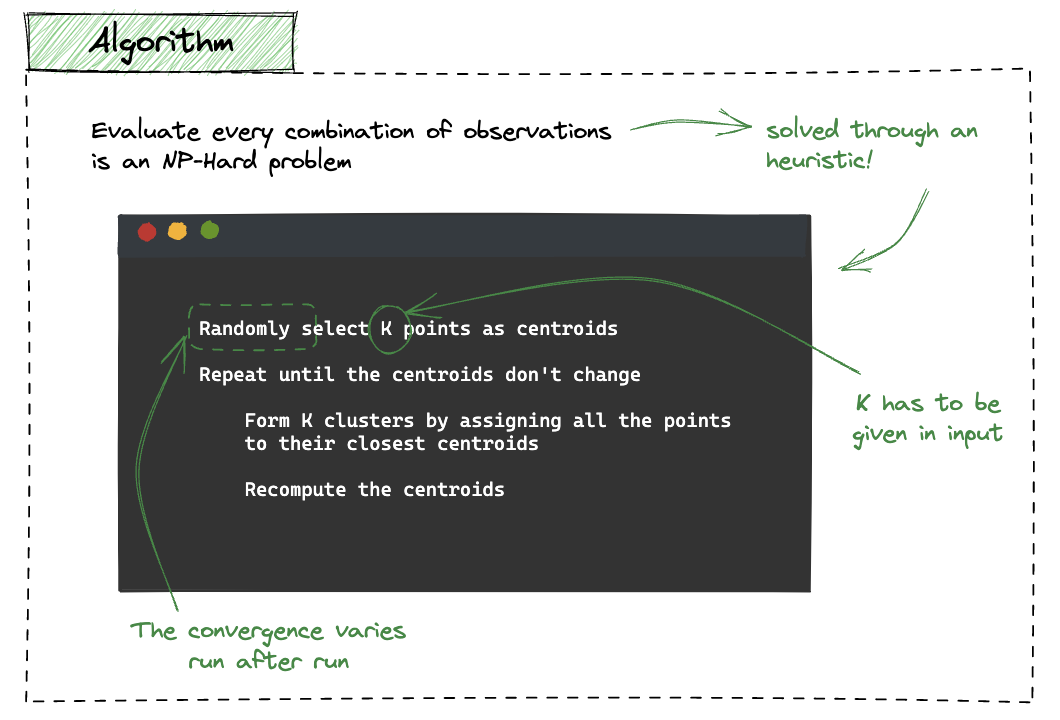 Algorithm
Evaluate every combination of observations
is an NP-Hard problem
solved through an
heuristic!
Randomly select K points as centroids
Repeat until the centroids don't change
Form K clusters by assigning all the points
to their closest centroids
Recompute the centroids
K has to be
given in input
The convergence varies
run after run